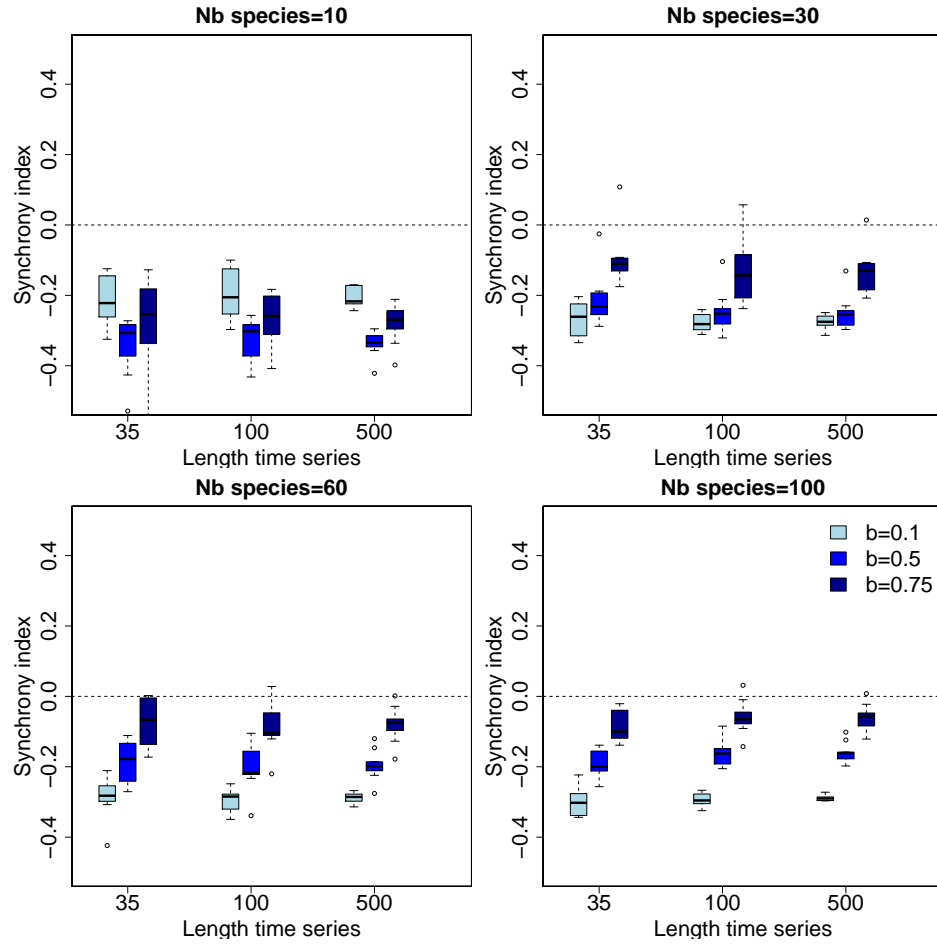 Nb species=10
Synchrony index
0.4
0.2
0.0
−0.2
−0.4
35
100
500
Length time series
Nb species=30
Synchrony index
0.4
0.2
0.0
−0.2
−0.4
35
100
500
Length time series
Nb species=60
Synchrony index
0.4
0.2
0.0
−0.2
−0.4
35
100
500
Length time series
Nb species=100
Synchrony index
0.4
0.2
0.0
−0.2
−0.4
b=0.1
b=0.5
b=0.75
35
100
500
Length time series